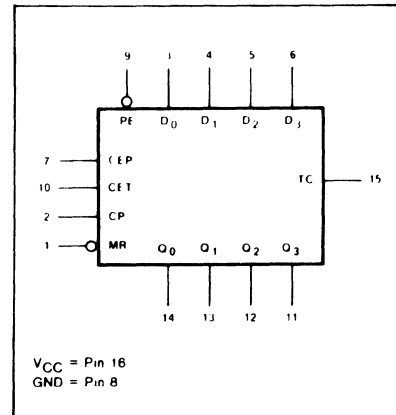 9 3 4 5 6
PE D0 D1 D2 D3
7 CEP
10 CET
TC 15
2 CP
1 MR
Q0 Q1 Q2 Q3
14 13 12 11
VCC = Pin 16
GND = Pin 8